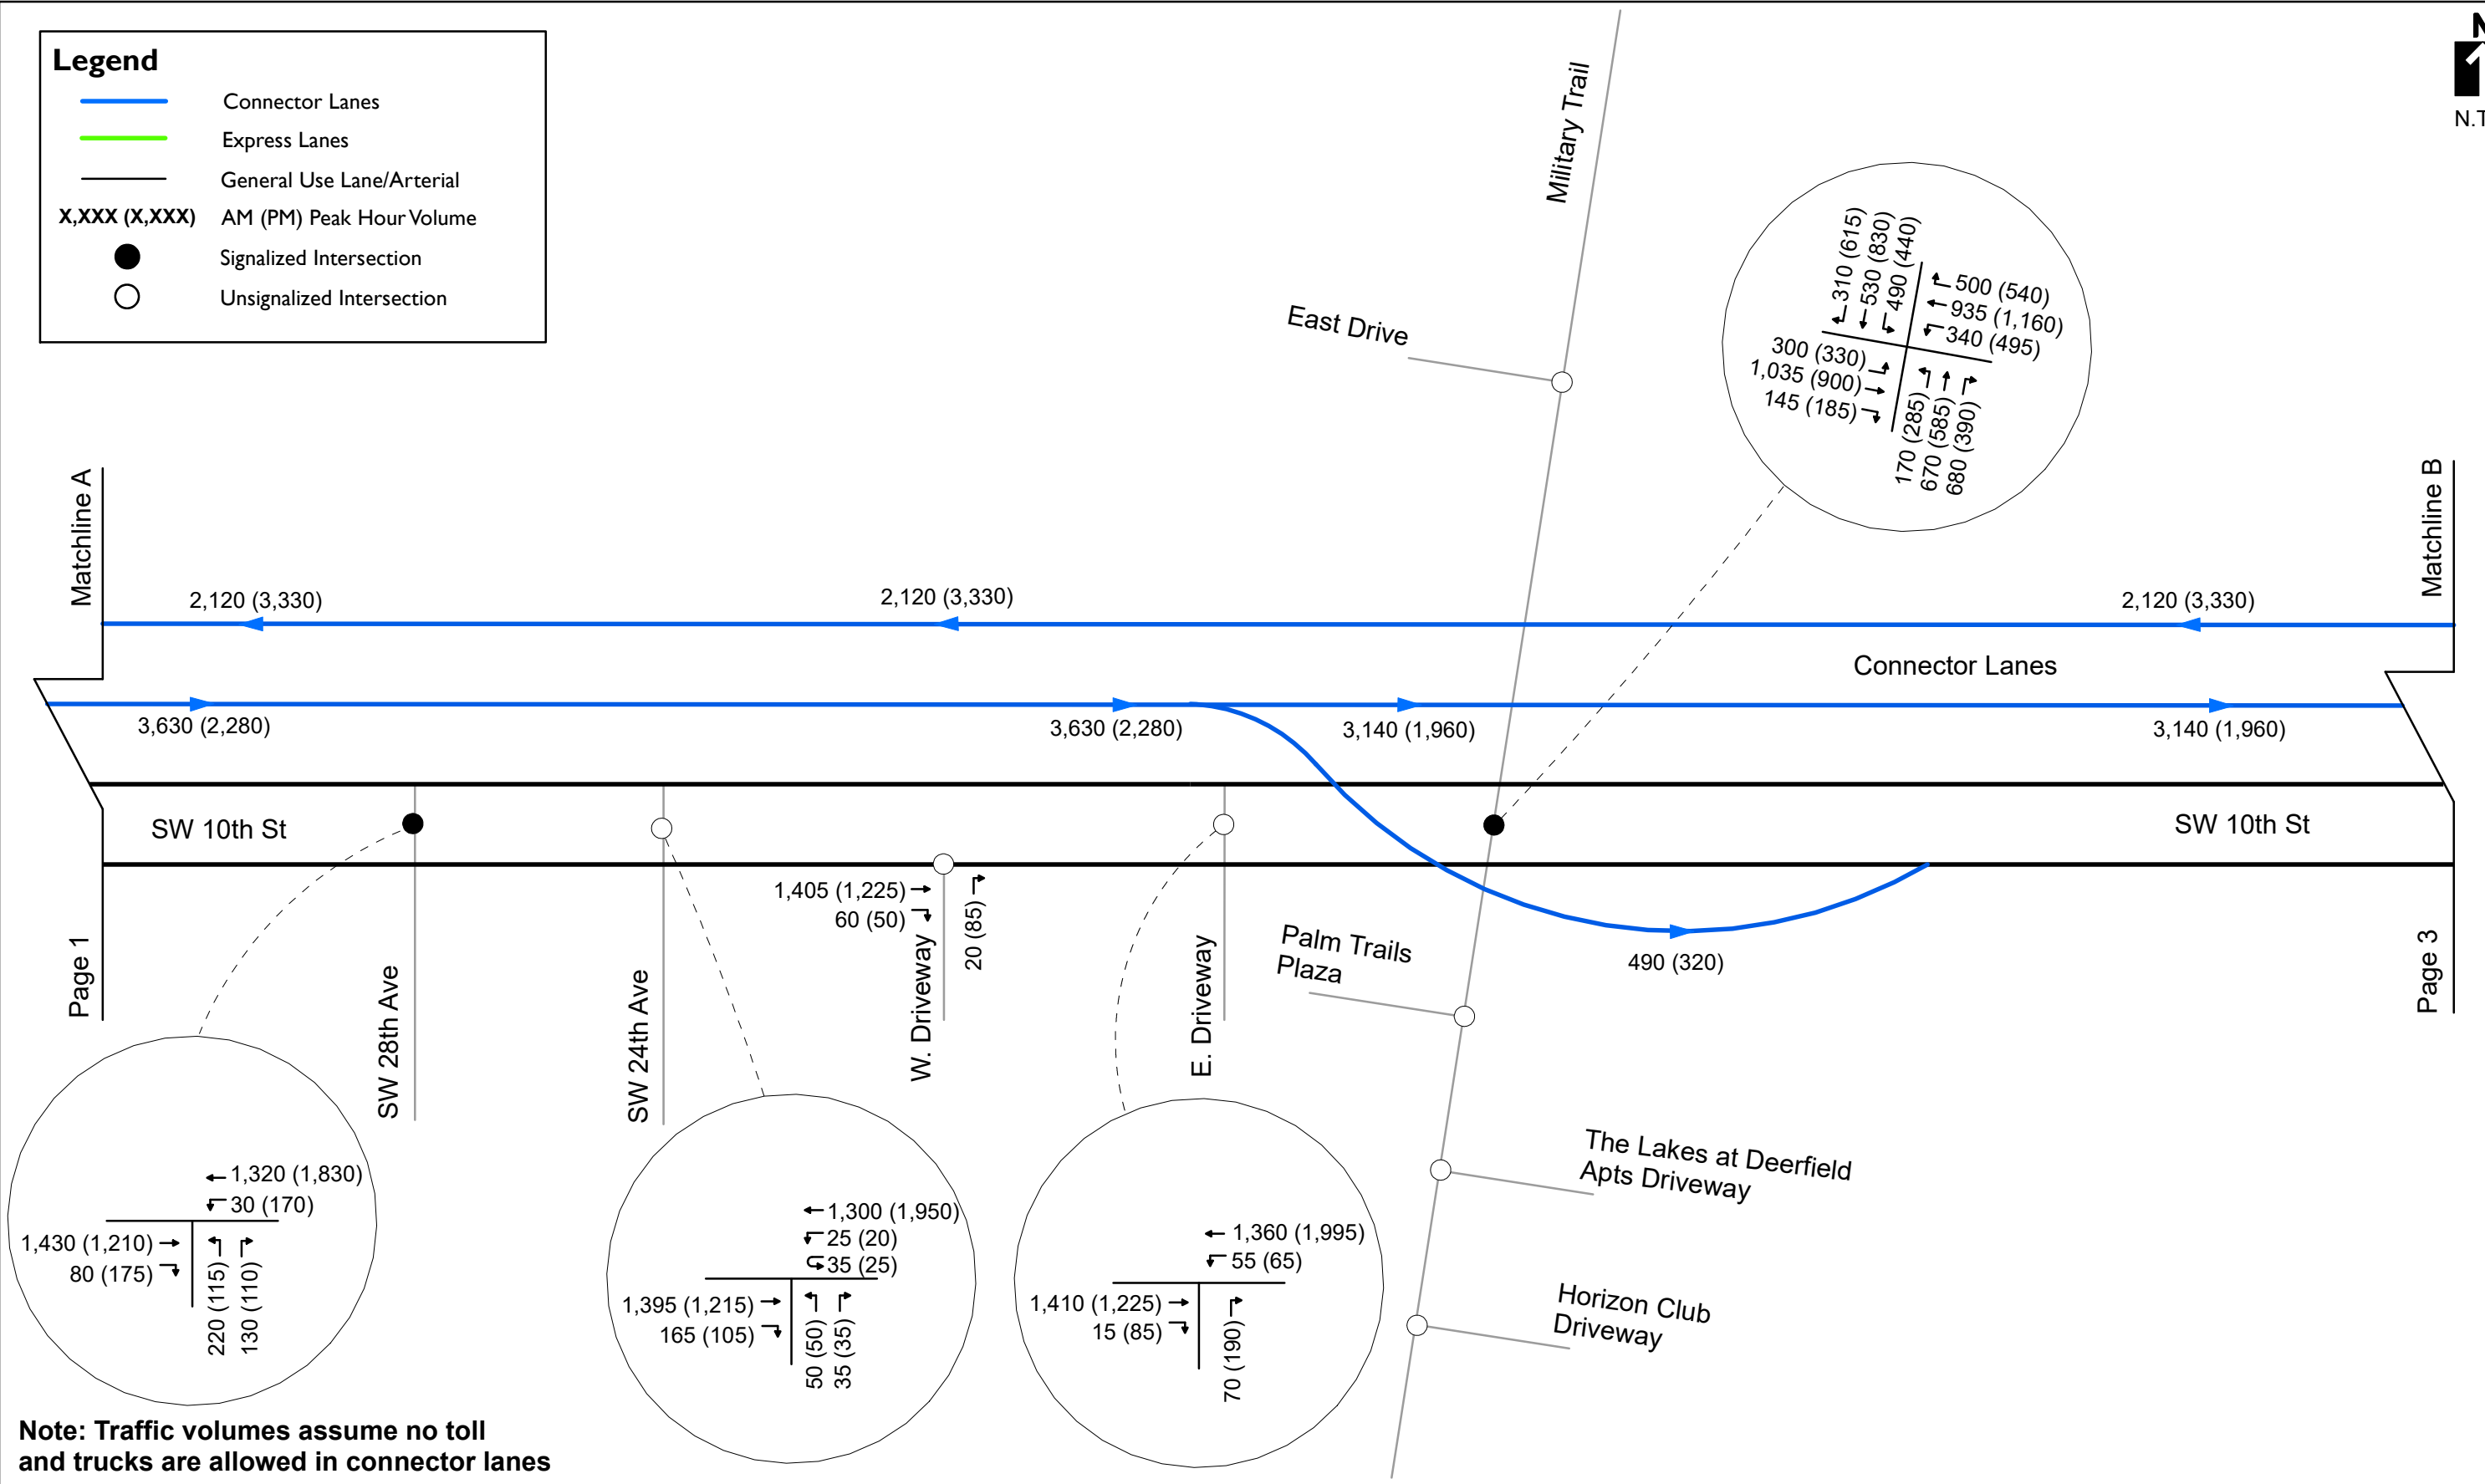 Legend
Connector Lanes
Express Lanes
General Use Lane/Arterial
X,XXX (X,XXX) AM (PM) Peak Hour Volume
Signalized Intersection
Unsignalized Intersection
N
N.T
Military Trail
East Drive
310 (615)
530 (830)
490 (440)
500 (540)
935 (1,160)
340 (495)
300 (330)
1,035 (900)
145 (185)
170 (285)
670 (585)
680 (390)
Matchline A
Matchline B
2,120 (3,330)
2,120 (3,330)
2,120 (3,330)
Connector Lanes
3,630 (2,280)
3,630 (2,280)
3,140 (1,960)
3,140 (1,960)
SW 10th St
SW 10th St
1,405 (1,225)
60 (50)
20 (85)
Page 1
SW 28th Ave
SW 24th Ave
W. Driveway
E. Driveway
Palm Trails
Plaza
490 (320)
Page 3
The Lakes at Deerfield
Apts Driveway
Horizon Club
Driveway
1,320 (1,830)
30 (170)
1,430 (1,210)
80 (175)
220 (115)
130 (110)
1,300 (1,950)
25 (20)
35 (25)
1,395 (1,215)
165 (105)
50 (50)
35 (35)
1,360 (1,995)
55 (65)
1,410 (1,225)
15 (85)
70 (190)
Note: Traffic volumes assume no toll
and trucks are allowed in connector lanes